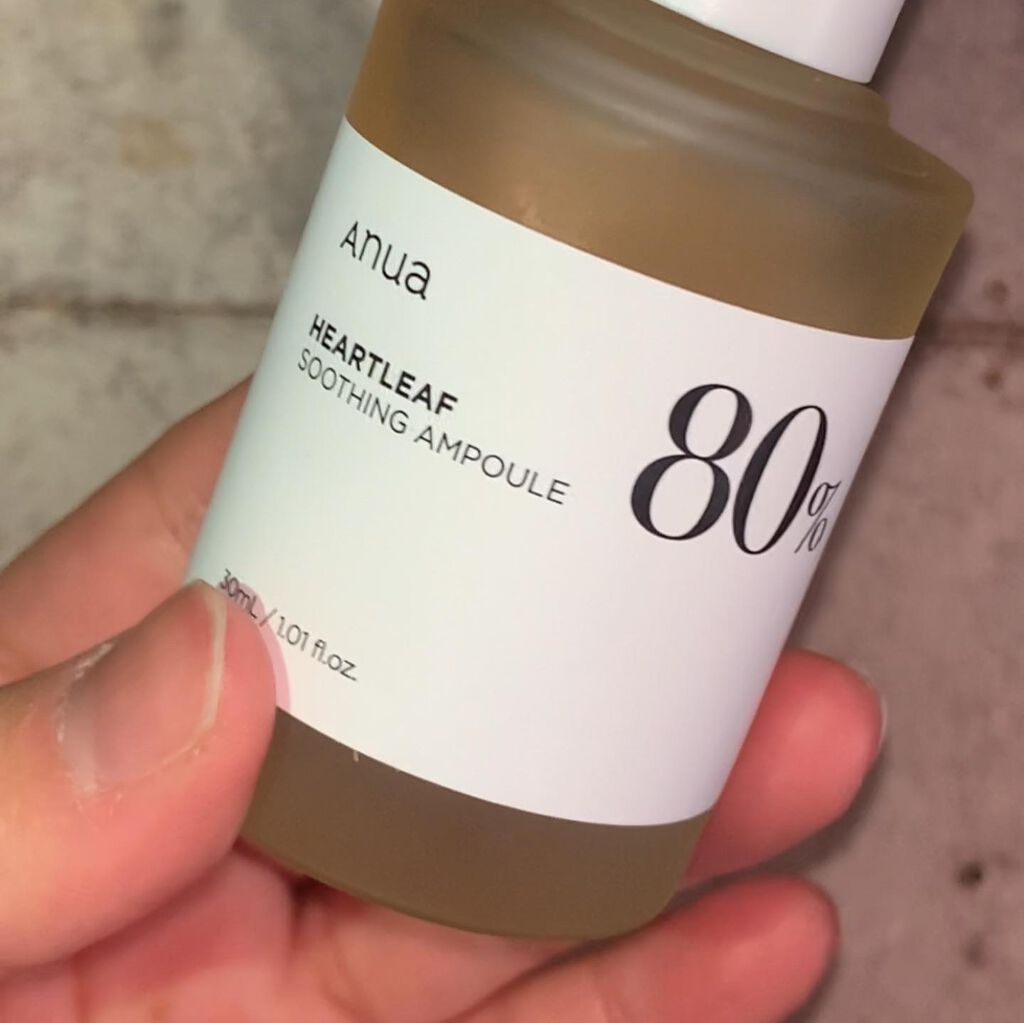 Anua
HEARTLEAF
SOOTHING AMPOULE
80%
30mL / 1.01 fl.oz.